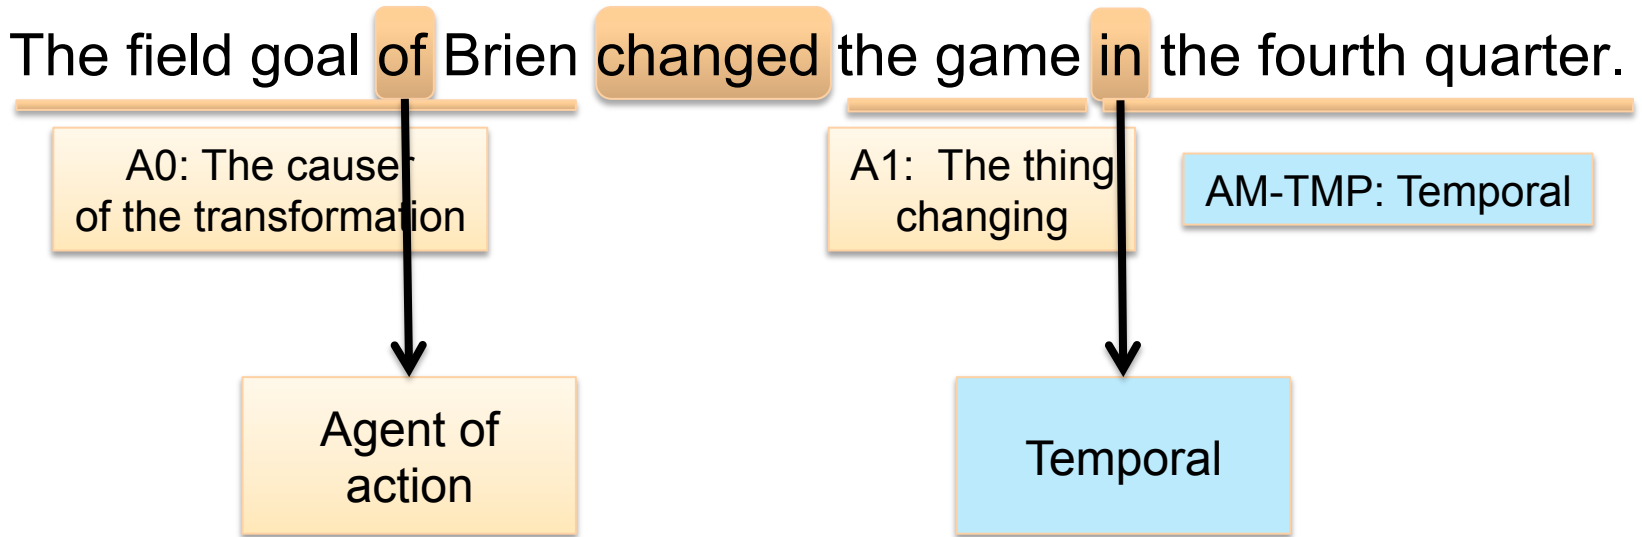 The field goal of Brien changed the game in the fourth quarter.
A0: The causer
of the transformation
A1: The thing
changing
AM-TMP: Temporal
Agent of
action
Temporal